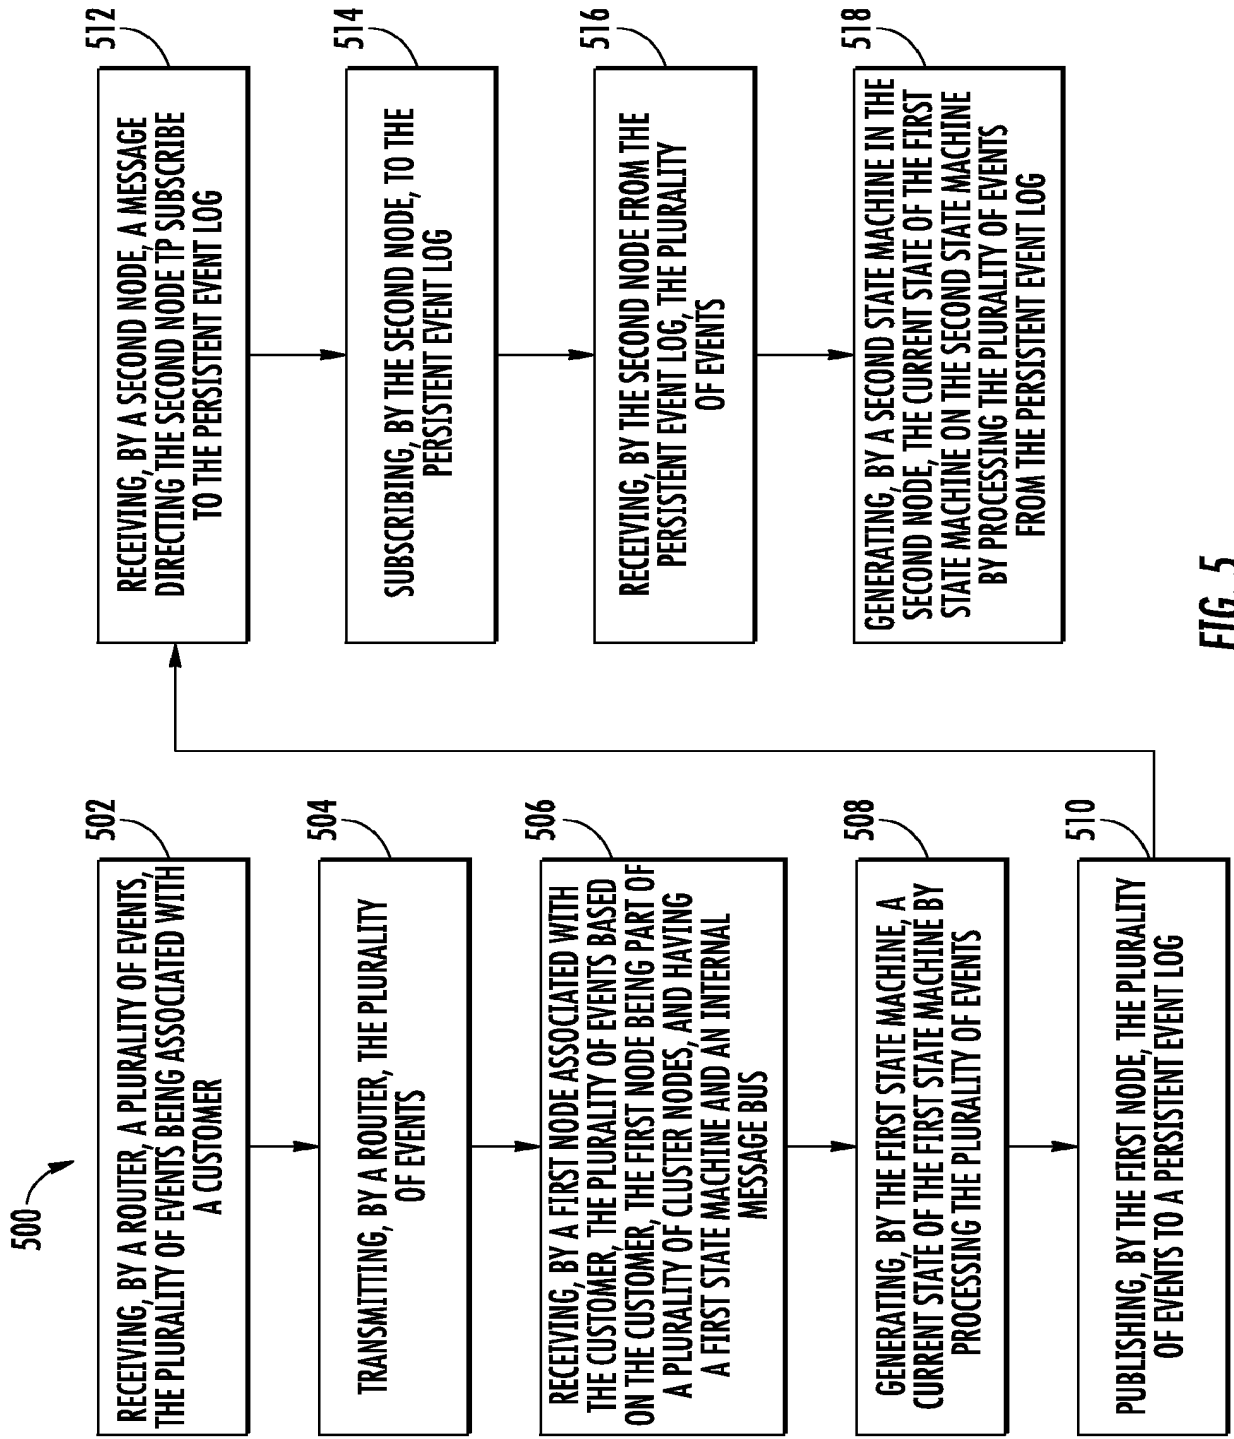 500
502
RECEIVING, BY A ROUTER, A PLURALITY OF EVENTS,
THE PLURALITY OF EVENTS BEING ASSOCIATED WITH
A CUSTOMER
504
TRANSMITTING, BY A ROUTER, THE PLURALITY
OF EVENTS
506
RECEIVING, BY A FIRST NODE ASSOCIATED WITH
THE CUSTOMER, THE PLURALITY OF EVENTS BASED
ON THE CUSTOMER, THE FIRST NODE BEING PART OF
A PLURALITY OF CLUSTER NODES, AND HAVING
A FIRST STATE MACHINE AND AN INTERNAL
MESSAGE BUS
508
GENERATING, BY THE FIRST STATE MACHINE, A
CURRENT STATE OF THE FIRST STATE MACHINE BY
PROCESSING THE PLURALITY OF EVENTS
510
PUBLISHING, BY THE FIRST NODE, THE PLURALITY
OF EVENTS TO A PERSISTENT EVENT LOG
512
RECEIVING, BY A SECOND NODE, A MESSAGE
DIRECTING THE SECOND NODE TP SUBSCRIBE
TO THE PERSISTENT EVENT LOG
514
SUBSCRIBING, BY THE SECOND NODE, TO THE
PERSISTENT EVENT LOG
516
RECEIVING, BY THE SECOND NODE FROM THE
PERSISTENT EVENT LOG, THE PLURALITY
OF EVENTS
518
GENERATING, BY A SECOND STATE MACHINE IN THE
SECOND NODE, THE CURRENT STATE OF THE FIRST
STATE MACHINE ON THE SECOND STATE MACHINE
BY PROCESSING THE PLURALITY OF EVENTS
FROM THE PERSISTENT EVENT LOG
FIG. 5